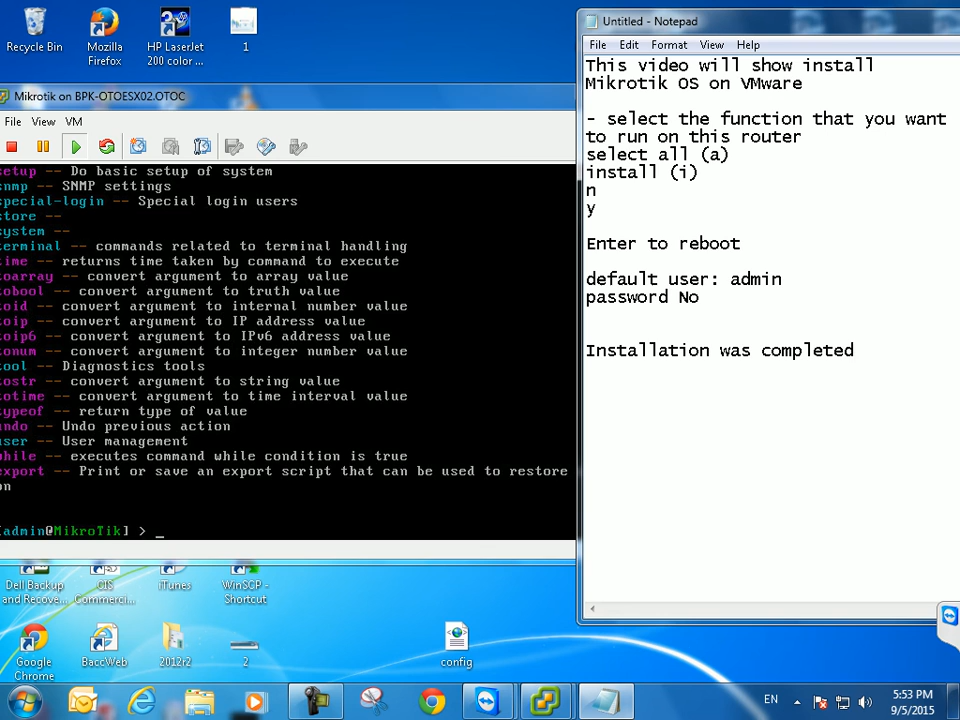 Recycle Bin
Mozilla
Firefox
HP LaserJet
200 color ...
1
Mikrotik on BPK-OTOESX02.OTOC
File View VM
setup -- Do basic setup of system
snmp -- SNMP settings
special-login -- Special login users
store --
system --
terminal -- commands related to terminal handling
time -- returns time taken by command to execute
toarray -- convert argument to array value
tobool -- convert argument to truth value
toid -- convert argument to internal number value
toip -- convert argument to IP address value
toip6 -- convert argument to IPv6 address value
tonum -- convert argument to integer number value
tool -- Diagnostics tools
tostr -- convert argument to string value
totime -- convert argument to time interval value
typeof -- return type of value
undo -- Undo previous action
user -- User management
while -- executes command while condition is true
export -- Print or save an export script that can be used to restore
on
[admin@MikroTik] > _
Untitled - Notepad
File Edit Format View Help
This video will show install
Mikrotik OS on VMware
- select the function that you want
to run on this router
select all (a)
install (i)
n
y
Enter to reboot
default user: admin
password No
Installation was completed
Dell Backup
and Recove...
CIS
Commerci...
iTunes
WinSCP -
Shortcut
Google
Chrome
BaccWeb
2012r2
2
config
EN
5:53 PM
9/5/2015